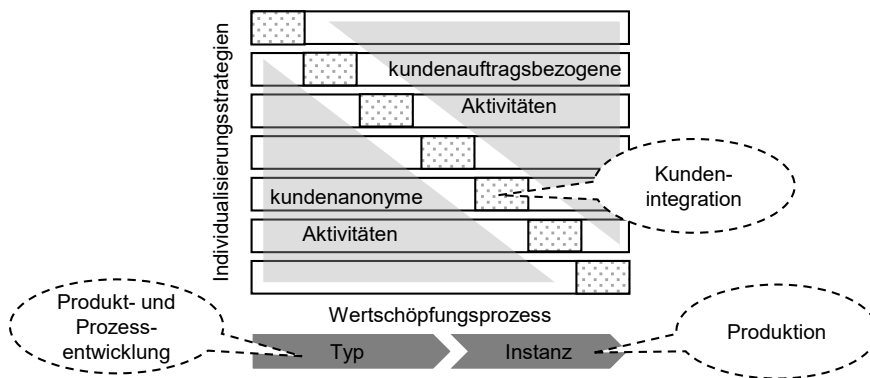 Individualisierungsstrategien
kundenauftragsbezogene
Aktivitäten
Kunden-
integration
kundenanonyme
Aktivitäten
Produkt- und
Prozess-
entwicklung
Wertschöpfungsprozess
Typ
Instanz
Produktion